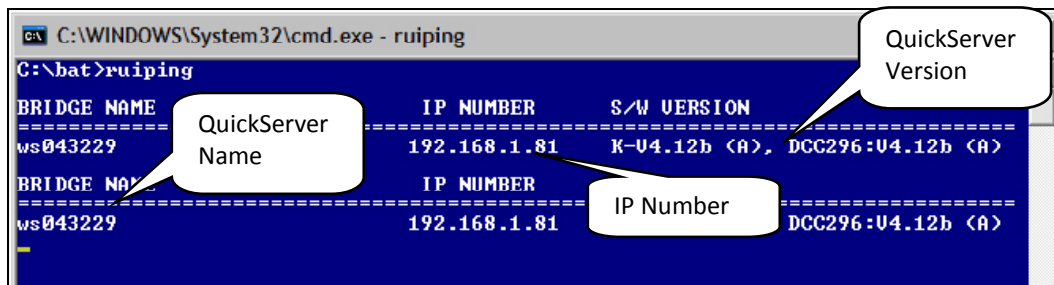 C:\WINDOWS\System32\cmd.exe - ruiping
QuickServer
Version
C:\bat>ruiping
BRIDGE NAME IP NUMBER S/W VERSION
QuickServer
Name
ws043229 192.168.1.81 K-V4.12b (A), DCC296:V4.12b (A)
BRIDGE NAME IP NUMBER
IP Number
ws043229 192.168.1.81 DCC296:V4.12b (A)